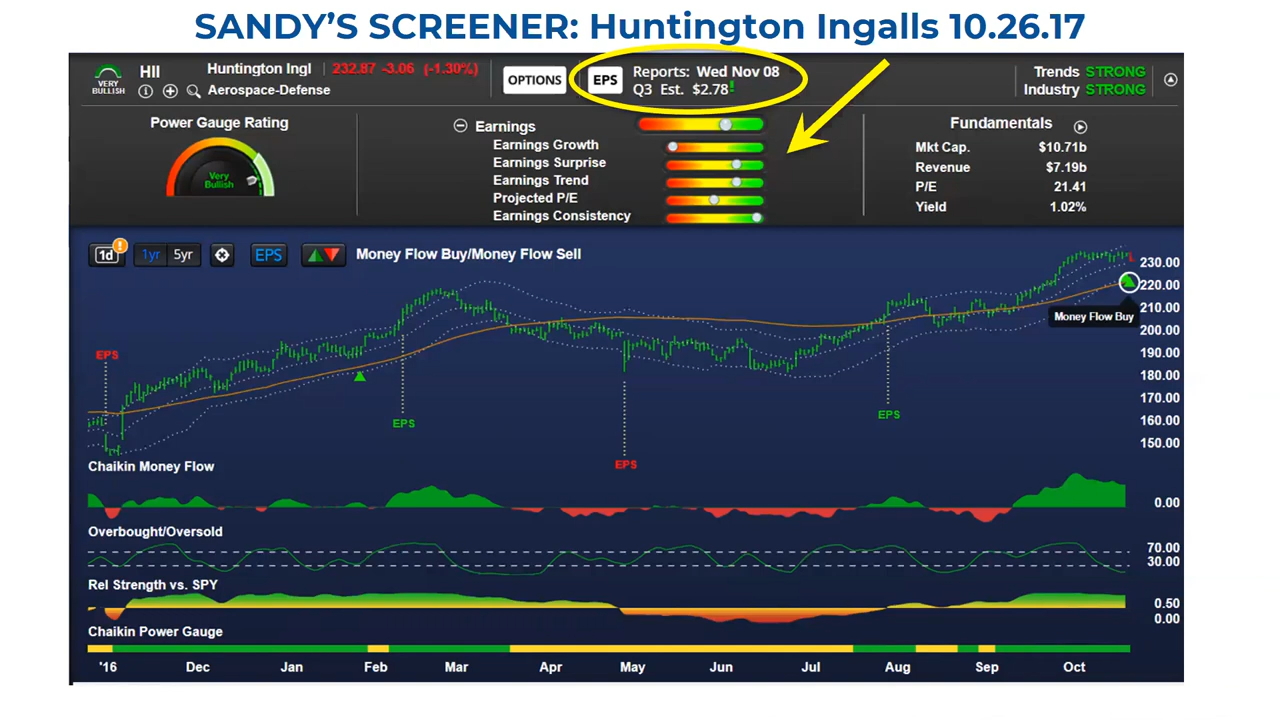 SANDY'S SCREENER: Huntington Ingalls 10.26.17
VERY BULLISH
HII
Huntington Ingl 232.87 -3.06 (-1.30%)
Aerospace-Defense
OPTIONS
EPS
Reports: Wed Nov 08
Q3 Est. $2.78!
Trends STRONG
Industry STRONG
Power Gauge Rating
Very Bullish
Earnings
Earnings Growth
Earnings Surprise
Earnings Trend
Projected P/E
Earnings Consistency
Fundamentals
Mkt Cap. $10.71b
Revenue $7.19b
P/E 21.41
Yield 1.02%
1d ! 1yr 5yr EPS Money Flow Buy/Money Flow Sell
230.00
220.00
210.00
200.00
190.00
180.00
170.00
160.00
150.00
Money Flow Buy
EPS
EPS
EPS
EPS
Chaikin Money Flow
0.00
Overbought/Oversold
70.00
30.00
Rel Strength vs. SPY
0.50
0.00
Chaikin Power Gauge
'16 Dec Jan Feb Mar Apr May Jun Jul Aug Sep Oct